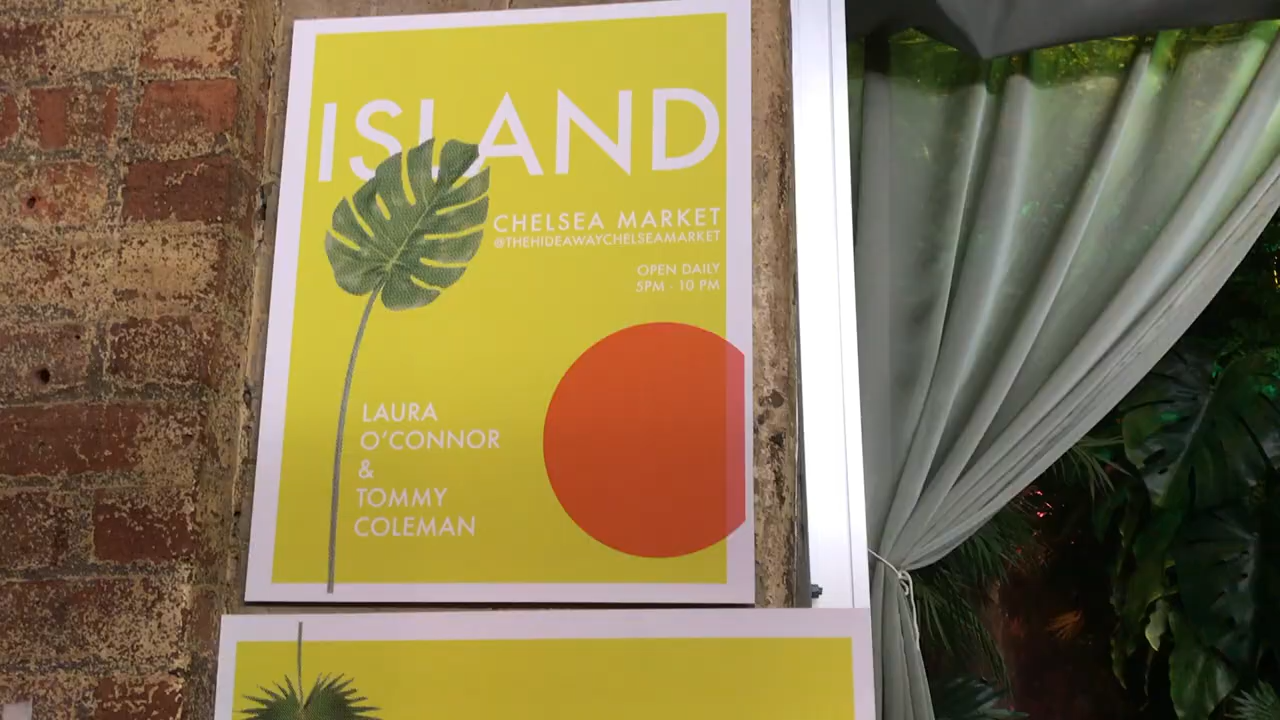 ISLAND
CHELSEA MARKET
@THEHIDEAWAYCHELSEAMARKET
OPEN DAILY
5PM - 10 PM
LAURA
O'CONNOR
&
TOMMY
COLEMAN